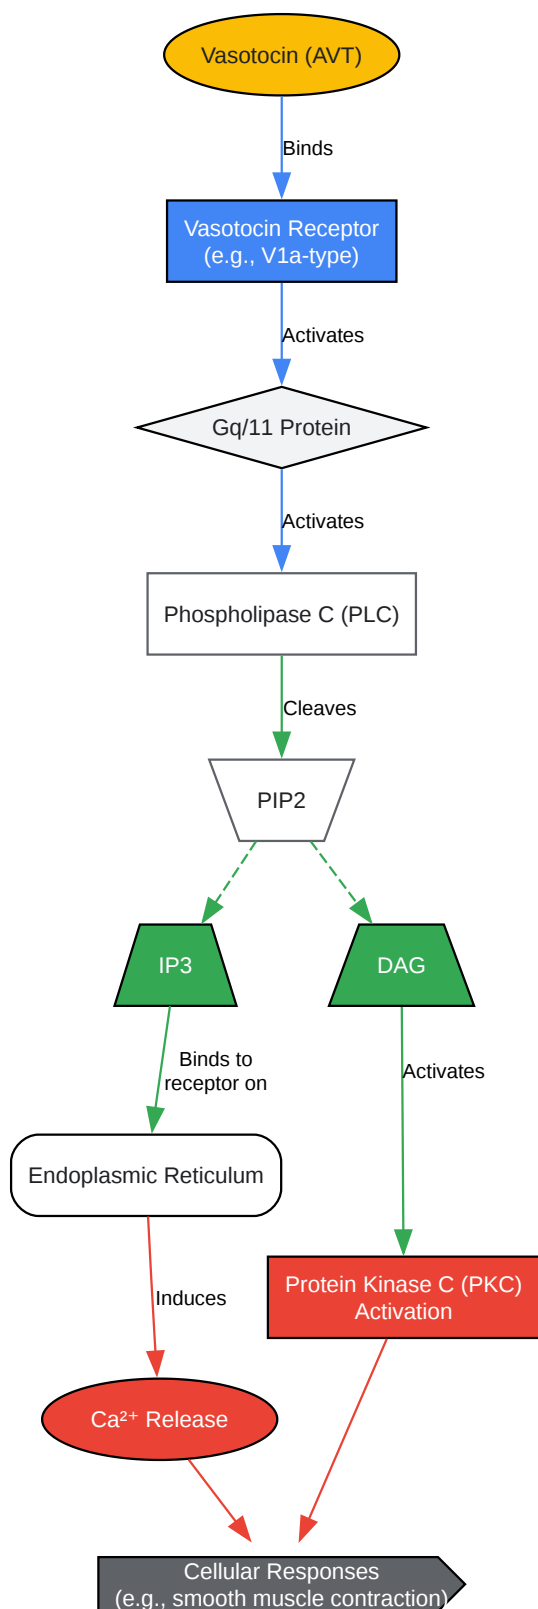 Vasotocin (AVT)
Binds
Vasotocin Receptor
(e.g., V1a-type)
Activates
Gq/11 Protein
Activates
Phospholipase C (PLC)
Cleaves
PIP2
IP3
DAG
Binds to
receptor on
Activates
Endoplasmic Reticulum
Induces
Protein Kinase C (PKC)
Activation
Ca²⁺ Release
Cellular Responses
(e.g., smooth muscle contraction)